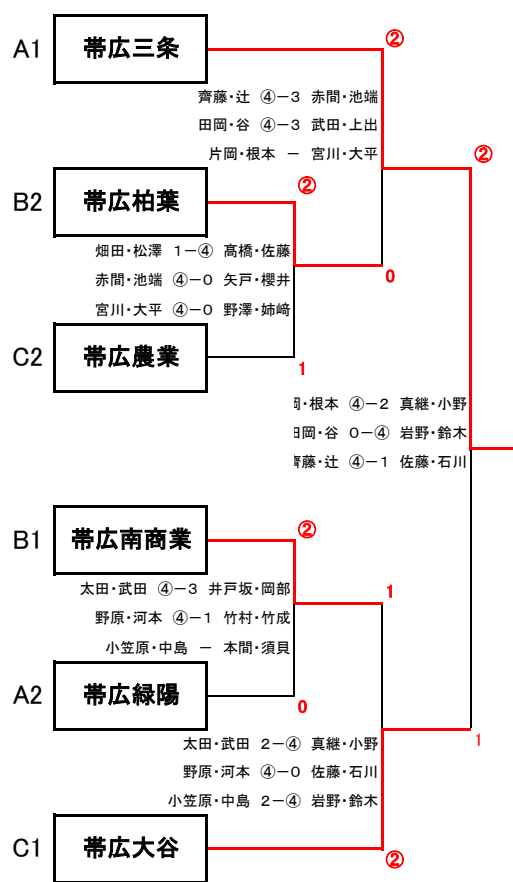 ②
A1 帯広三条
齊藤・辻 ④－3 赤間・池端
田岡・谷 ④－3 武田・上出
片岡・根本 － 宮川・大平
②
②
B2 帯広柏葉
畑田・松澤 1－④ 髙橋・佐藤
赤間・池端 ④－0 矢戸・櫻井
0
宮川・大平 ④－0 野澤・姉﨑
C2 帯広農業
1
・根本 ④－2 真継・小野
・谷 0－④ 岩野・鈴木
・辻 ④－1 佐藤・石川
②
B1 帯広南商業
太田・武田 ④－3 井戸坂・岡部
1
野原・河本 ④－1 竹村・竹成
小笠原・中島 － 本間・須貝
A2 帯広緑陽
0
太田・武田 2－④ 真継・小野
1
野原・河本 ④－0 佐藤・石川
小笠原・中島 2－④ 岩野・鈴木
C1 帯広大谷
②